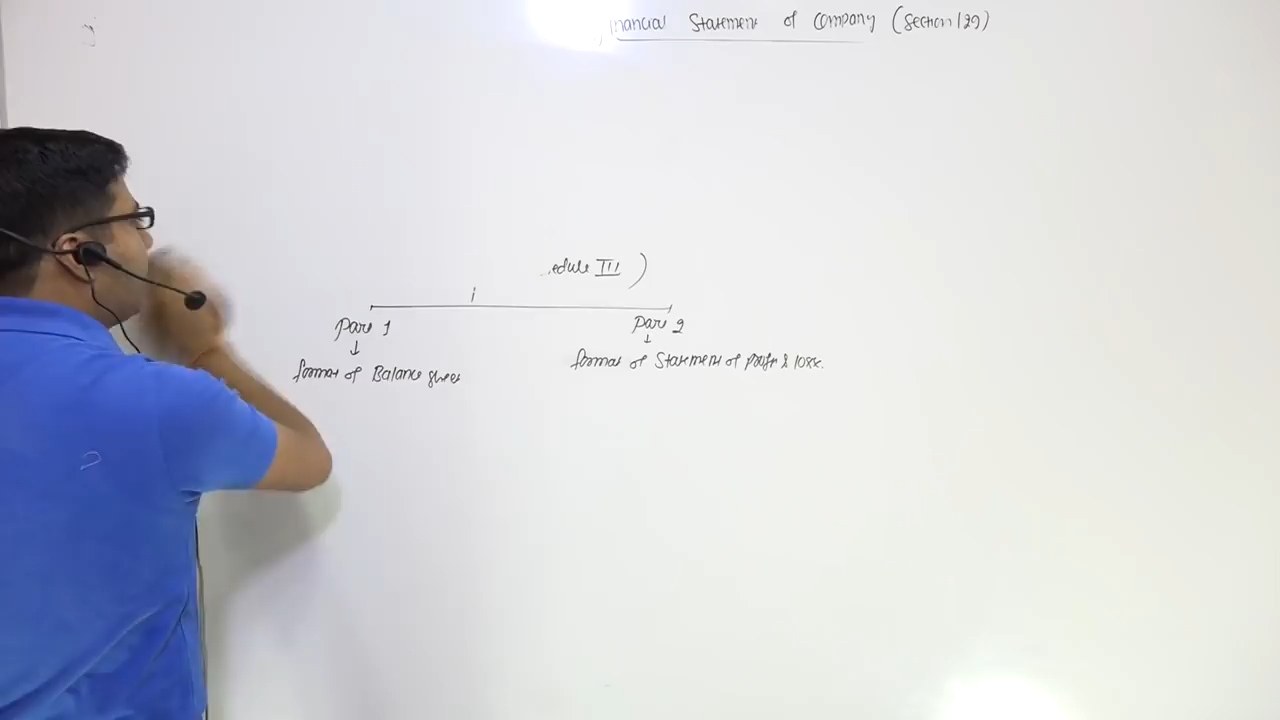 inancial Statement of Company (Section 129)
edule III )
Part 1
Part 2
↓
↓
format of Balance sheet
format of Statement of profit & loss.